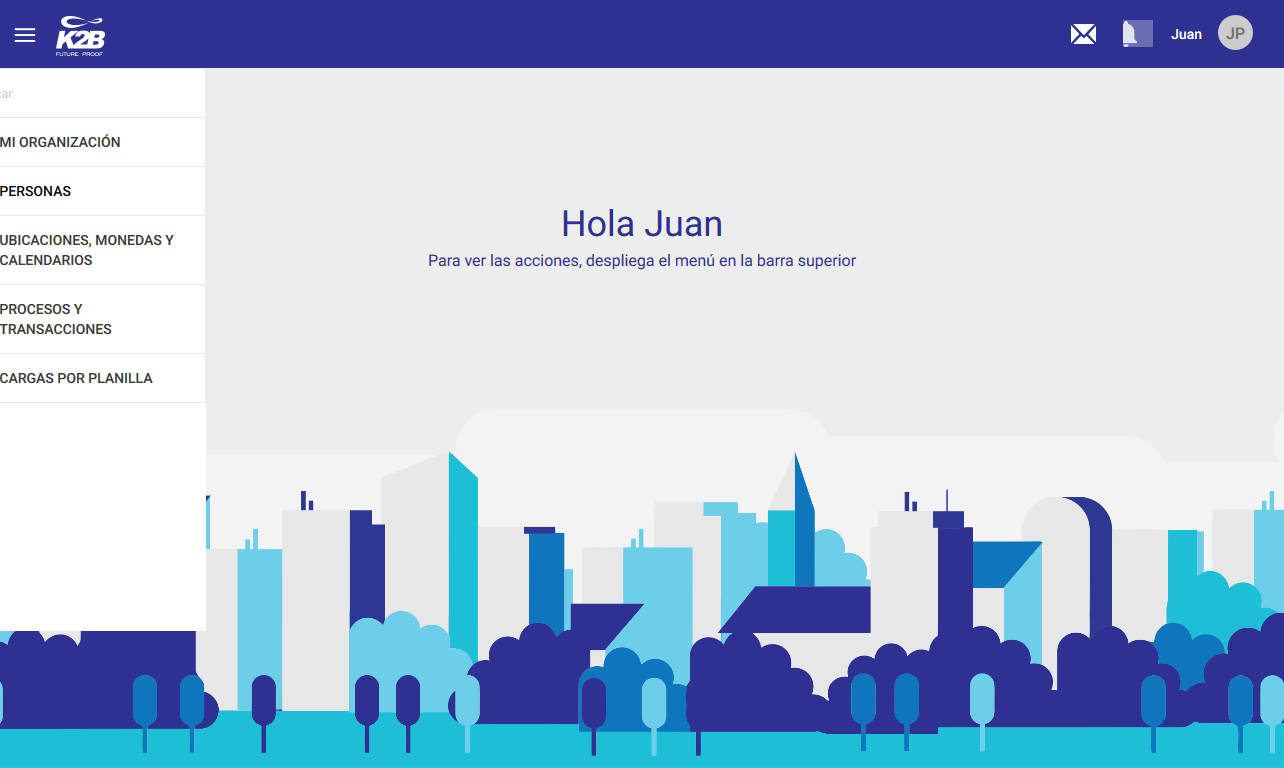 K2B
FUTURE PROOF
Juan
JP
car
MI ORGANIZACIÓN
PERSONAS
UBICACIONES, MONEDAS Y
CALENDARIOS
PROCESOS Y
TRANSACCIONES
CARGAS POR PLANILLA
Hola Juan
Para ver las acciones, despliega el menú en la barra superior